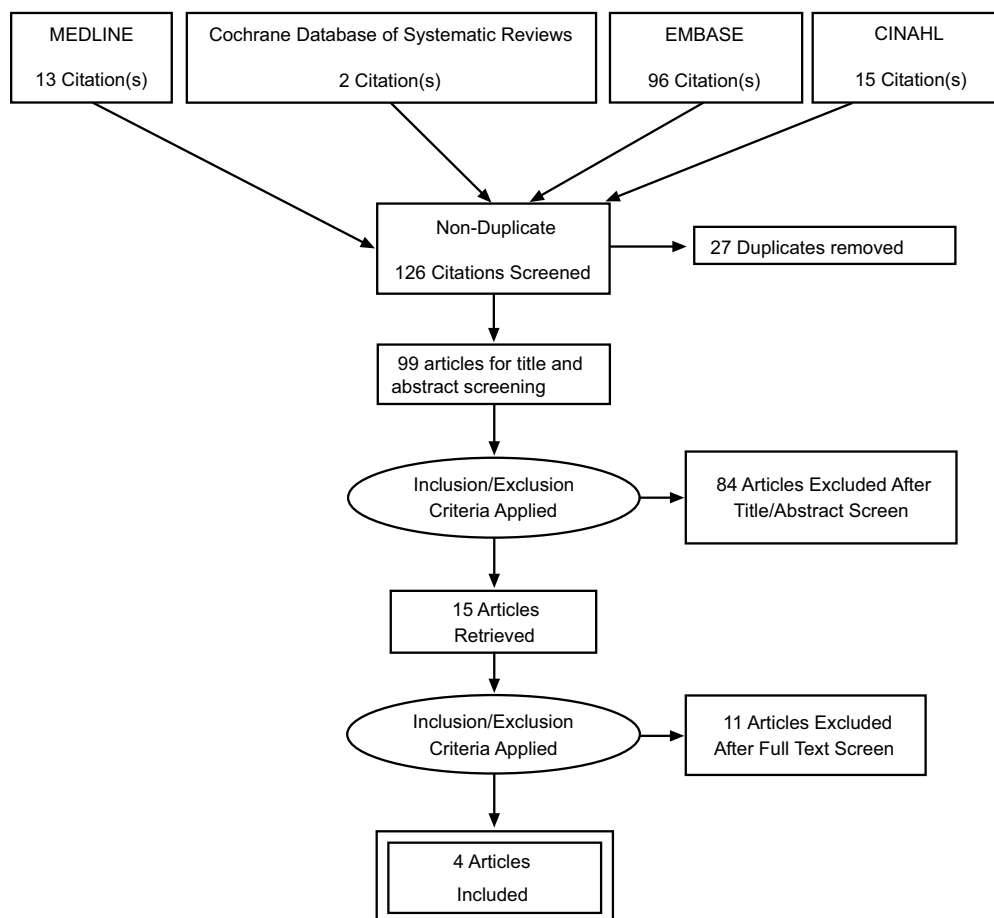 MEDLINE
13 Citation(s)
Cochrane Database of Systematic Reviews
2 Citation(s)
EMBASE
96 Citation(s)
CINAHL
15 Citation(s)
Non-Duplicate
126 Citations Screened
27 Duplicates removed
99 articles for title and
abstract screening
Inclusion/Exclusion
Criteria Applied
84 Articles Excluded After
Title/Abstract Screen
15 Articles
Retrieved
Inclusion/Exclusion
Criteria Applied
11 Articles Excluded
After Full Text Screen
4 Articles
Included